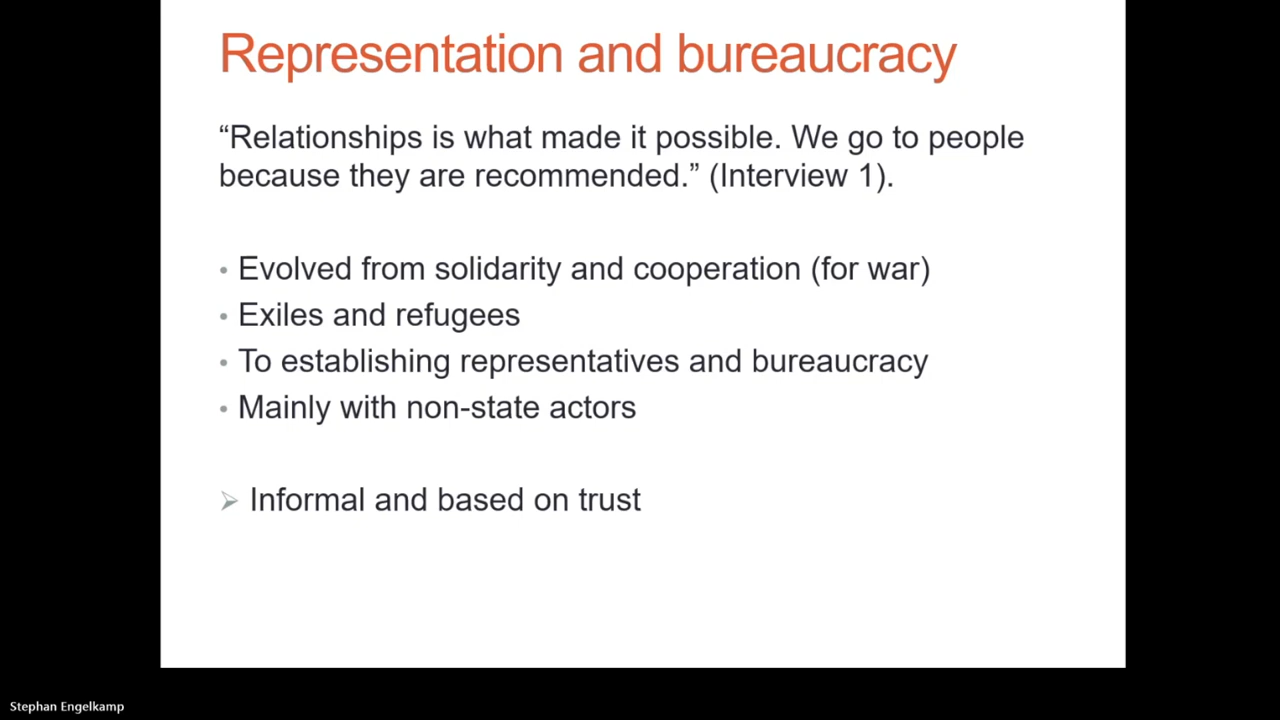 Representation and bureaucracy
“Relationships is what made it possible. We go to people
because they are recommended.” (Interview 1).
• Evolved from solidarity and cooperation (for war)
• Exiles and refugees
• To establishing representatives and bureaucracy
• Mainly with non-state actors
➢ Informal and based on trust
Stephan Engelkamp